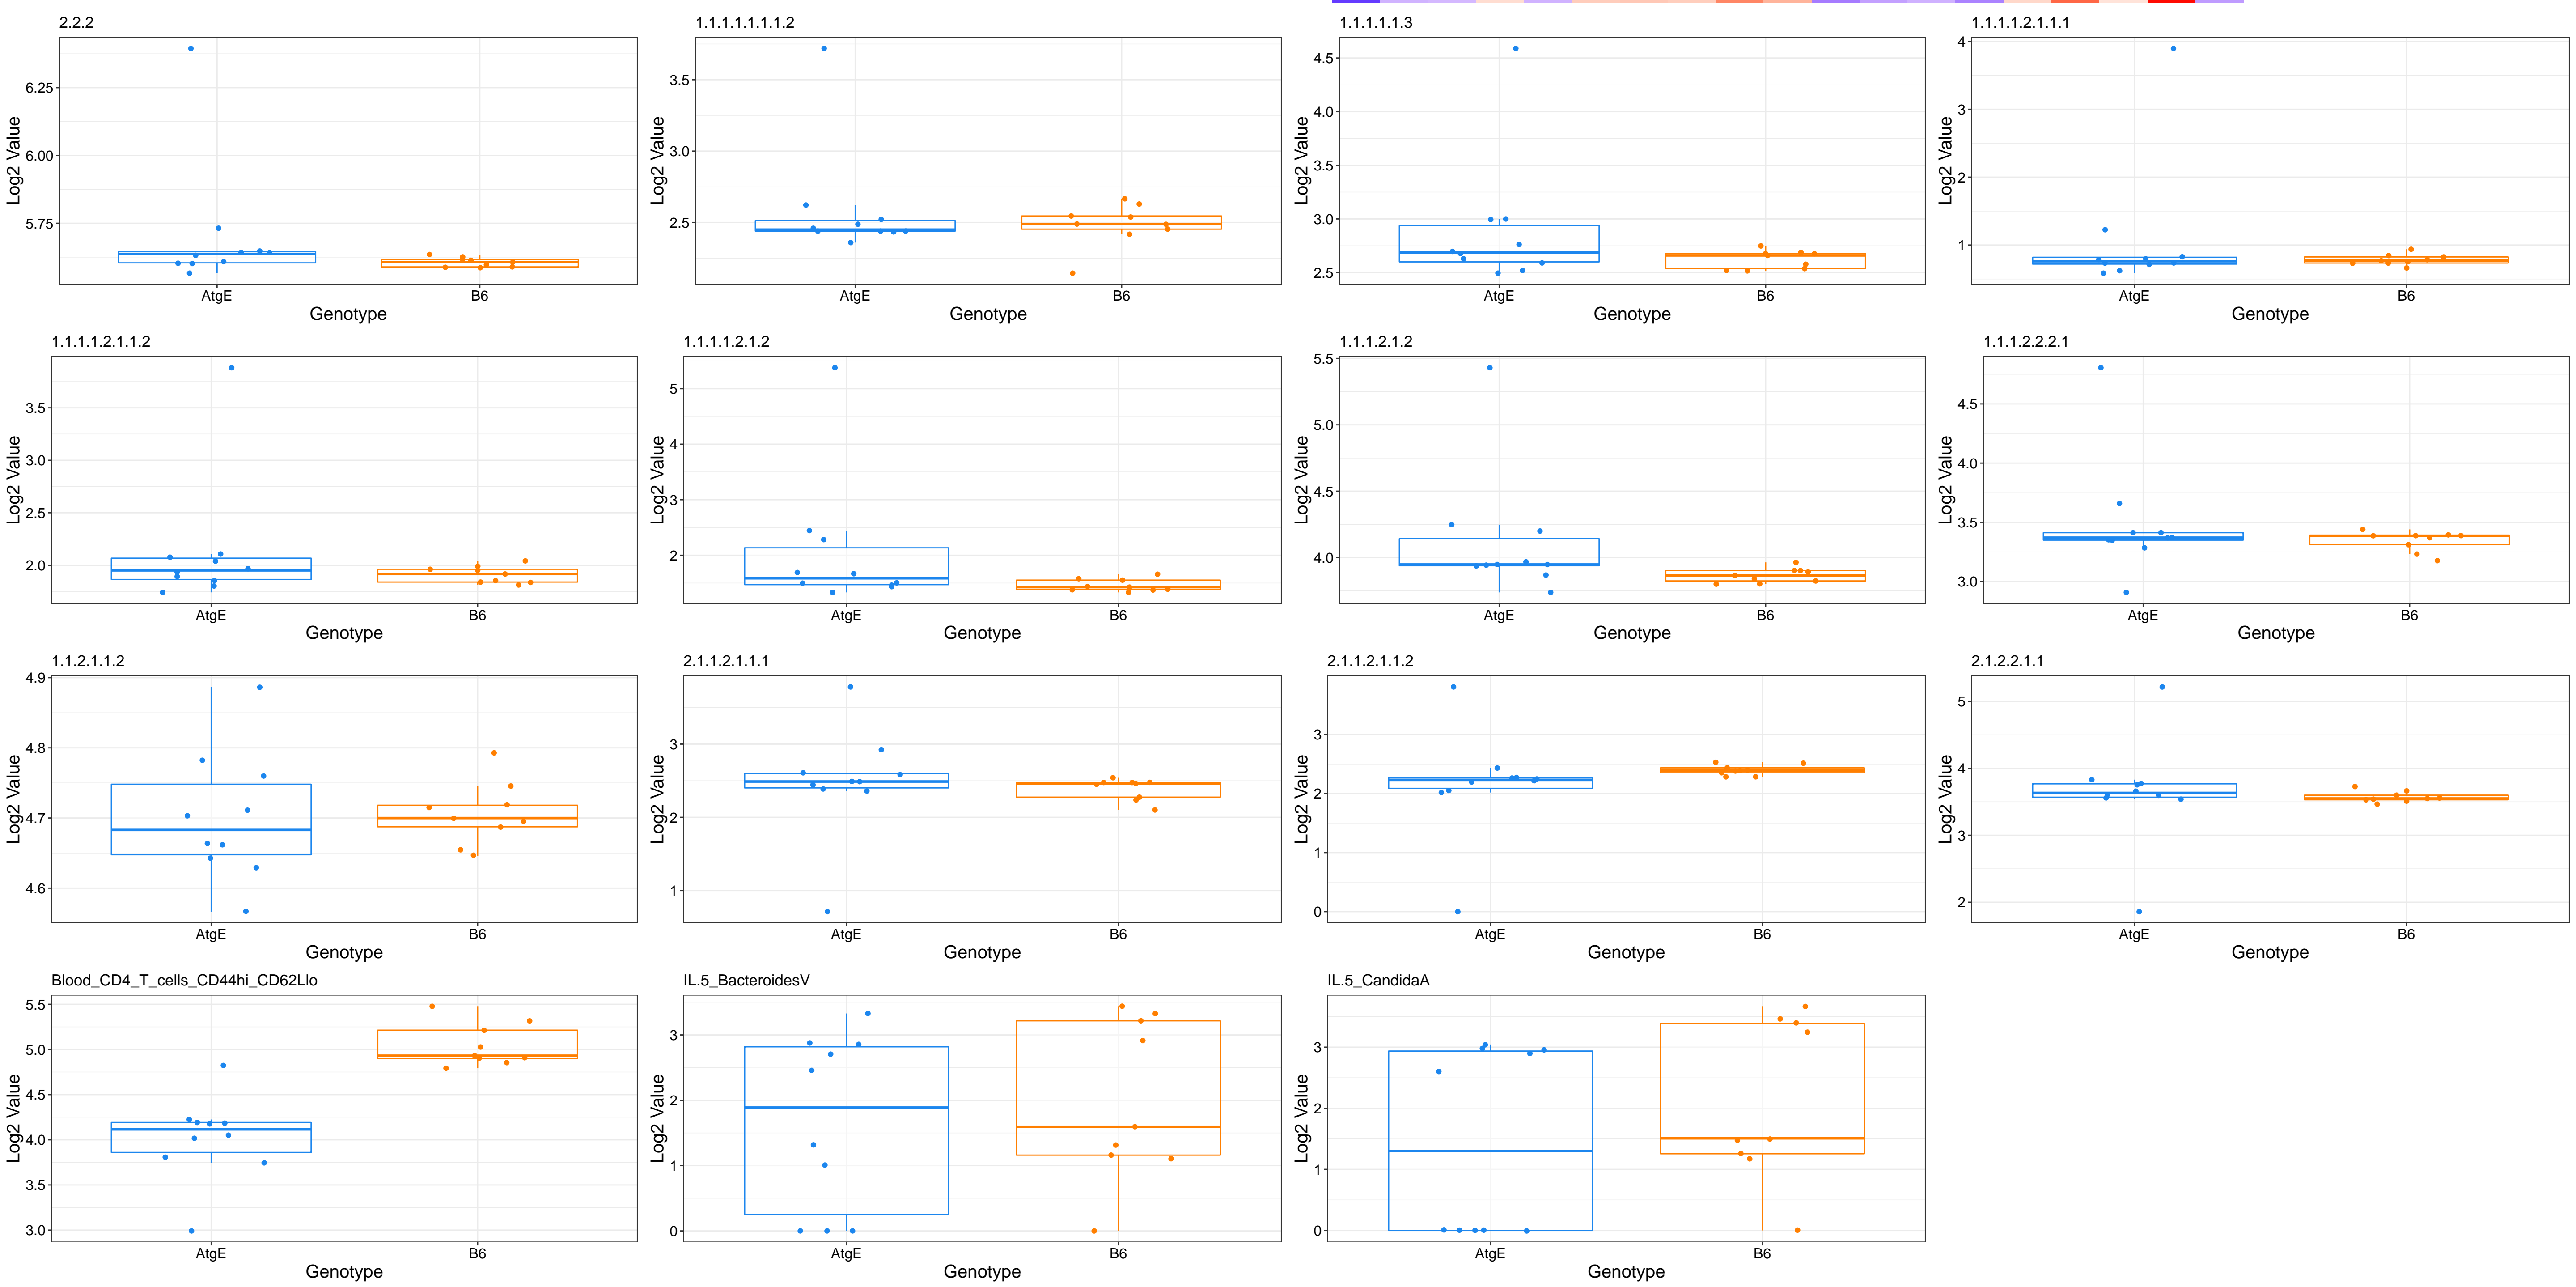 2.2.2
Log2 Value
6.25
6.00
5.75
AtgE
B6
Genotype
1.1.1.1.1.1.1.2
Log2 Value
3.5
3.0
2.5
AtgE
B6
Genotype
1.1.1.1.1.1.3
Log2 Value
4.5
4.0
3.5
3.0
2.5
AtgE
B6
Genotype
1.1.1.1.2.1.1.1
Log2 Value
4
3
2
1
AtgE
B6
Genotype
1.1.1.1.2.1.1.2
Log2 Value
3.5
3.0
2.5
2.0
AtgE
B6
Genotype
1.1.1.1.2.1.2
Log2 Value
5
4
3
2
AtgE
B6
Genotype
1.1.1.2.1.2
Log2 Value
5.5
5.0
4.5
4.0
AtgE
B6
Genotype
1.1.1.2.2.2.1
Log2 Value
4.5
4.0
3.5
3.0
AtgE
B6
Genotype
1.1.2.1.1.2
Log2 Value
4.9
4.8
4.7
4.6
AtgE
B6
Genotype
2.1.1.2.1.1.1
Log2 Value
3
2
1
AtgE
B6
Genotype
2.1.1.2.1.1.2
Log2 Value
3
2
1
0
AtgE
B6
Genotype
2.1.2.2.1.1
Log2 Value
5
4
3
2
AtgE
B6
Genotype
Blood_CD4_T_cells_CD44hi_CD62Llo
Log2 Value
5.5
5.0
4.5
4.0
3.5
3.0
AtgE
B6
Genotype
IL.5_BacteroidesV
Log2 Value
3
2
1
0
AtgE
B6
Genotype
IL.5_CandidaA
Log2 Value
3
2
1
0
AtgE
B6
Genotype